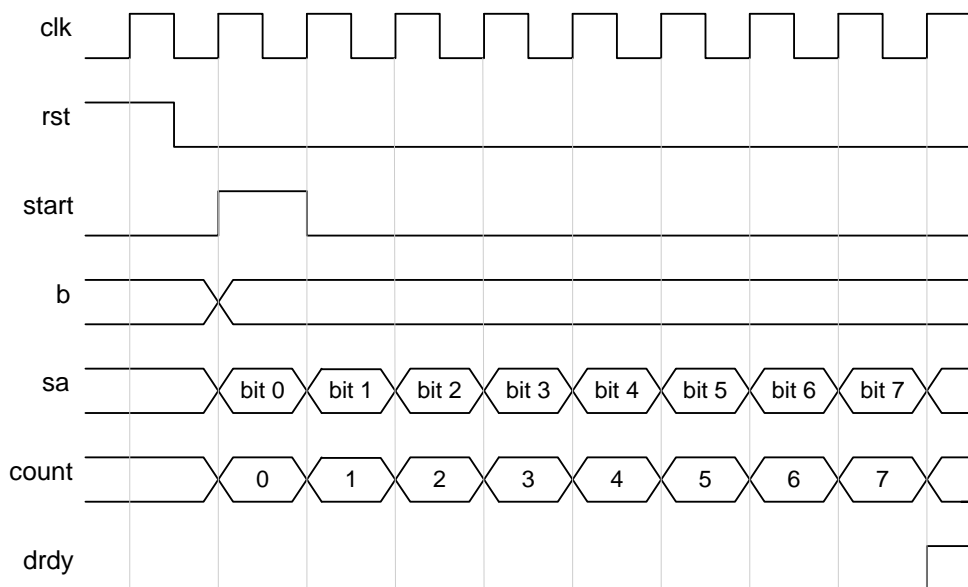 clk
rst
start
b
sa bit 0 bit 1 bit 2 bit 3 bit 4 bit 5 bit 6 bit 7
count 0 1 2 3 4 5 6 7
drdy